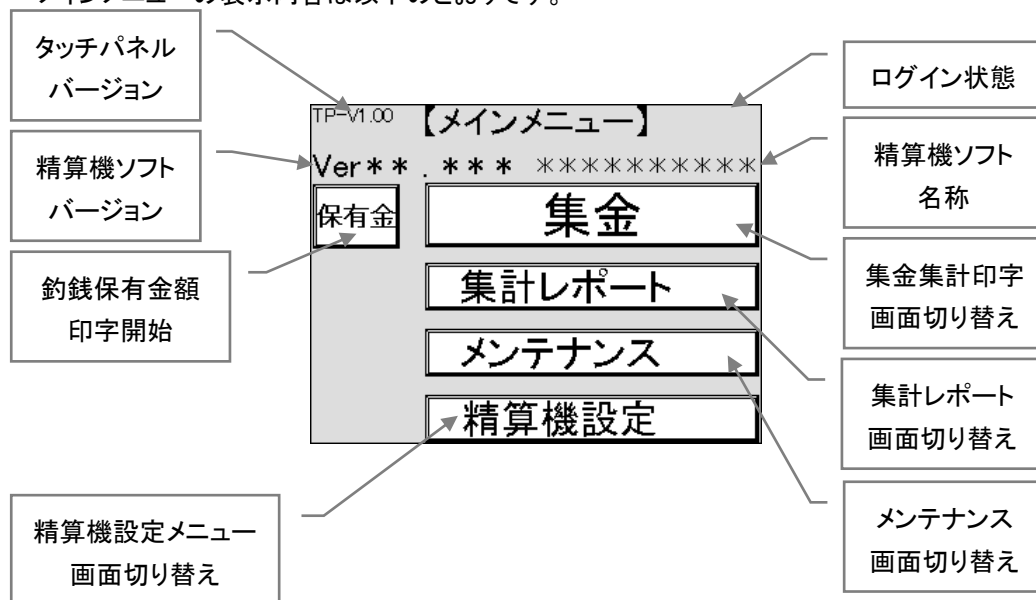 メインメニューの表示内容は以下のとおりです。
タッチパネル
バージョン
精算機ソフト
バージョン
釣銭保有金額
印字開始
精算機設定メニュー
画面切り替え
TP-V1.00 【メインメニュー】
Ver**.*** **********
保有金
集金
集計レポート
メンテナンス
精算機設定
ログイン状態
精算機ソフト
名称
集金集計印字
画面切り替え
集計レポート
画面切り替え
メンテナンス
画面切り替え